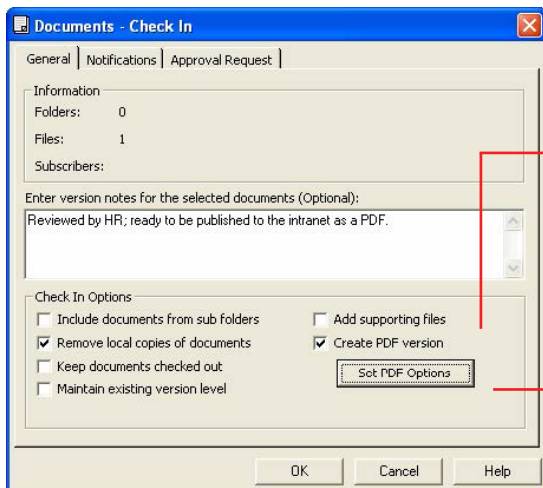 Documents - Check In
General Notifications Approval Request
Information
Folders: 0
Files: 1
Subscribers:
Enter version notes for the selected documents (Optional):
Reviewed by HR; ready to be published to the intranet as a PDF.
Check In Options
Include documents from sub folders
Add supporting files
Remove local copies of documents
Create PDF version
Keep documents checked out
Set PDF Options
Maintain existing version level
OK Cancel Help